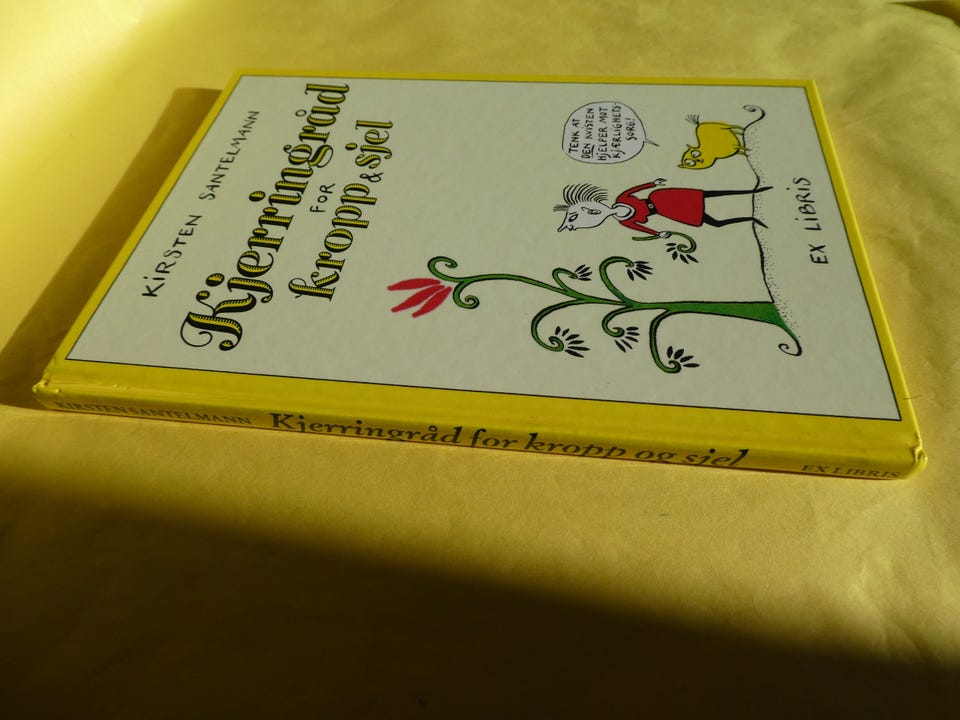 KIRSTEN SANTELMANN
Kjerringråd
FOR
kropp & sjel
TENK AT
DEN KVISTEN
HJELPER MOT
KJÆRLIGHETS
SORG!
EX LIBRIS
KIRSTEN SANTELMANN Kjerringråd for kropp og sjel EX LIBRIS